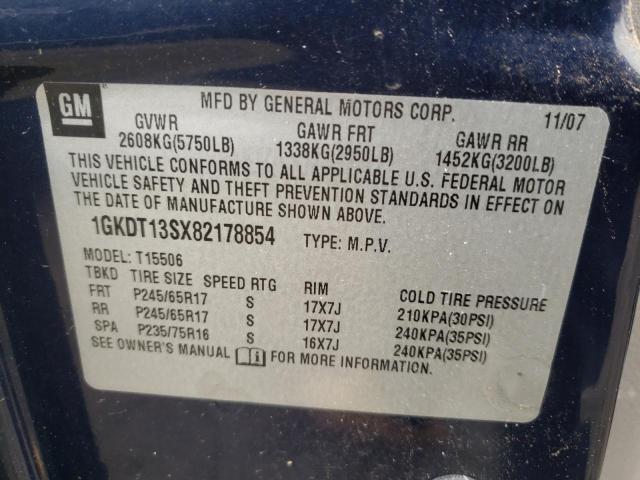 GM
MFD BY GENERAL MOTORS CORP. 11/07
GVWR GAWR FRT GAWR RR
2608KG(5750LB) 1338KG(2950LB) 1452KG(3200LB)
THIS VEHICLE CONFORMS TO ALL APPLICABLE U.S. FEDERAL MOTOR
VEHICLE SAFETY AND THEFT PREVENTION STANDARDS IN EFFECT ON
THE DATE OF MANUFACTURE SHOWN ABOVE.
1GKDT13SX82178854 TYPE: M.P.V.
MODEL: T15506
TBKD TIRE SIZE SPEED RTG RIM COLD TIRE PRESSURE
FRT P245/65R17 S 17X7J 210KPA(30PSI)
RR P245/65R17 S 17X7J 240KPA(35PSI)
SPA P235/75R16 S 16X7J 240KPA(35PSI)
SEE OWNER'S MANUAL FOR MORE INFORMATION.